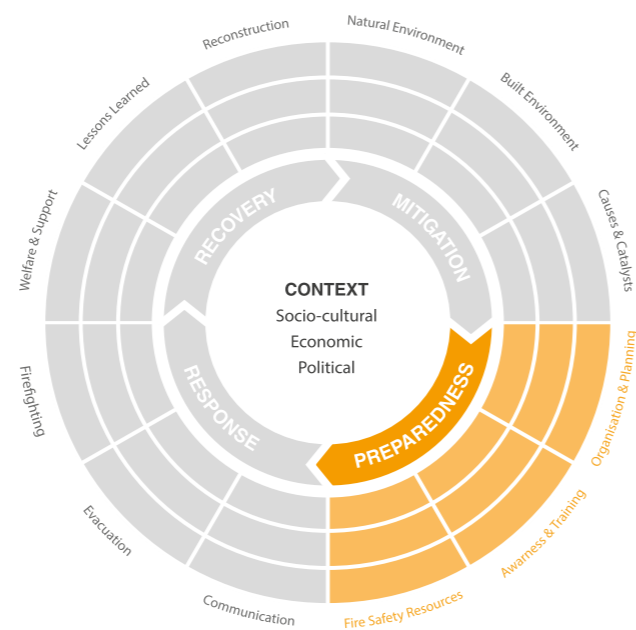 Natural Environment
Built Environment
Causes & Catalysts
Organisation & Planning
Awarness & Training
Fire Safety Resources
Communication
Evacuation
Firefighting
Welfare & Support
Lessons Learned
Reconstruction
MITIGATION
PREPAREDNESS
RESPONSE
RECOVERY
CONTEXT
Socio-cultural
Economic
Political